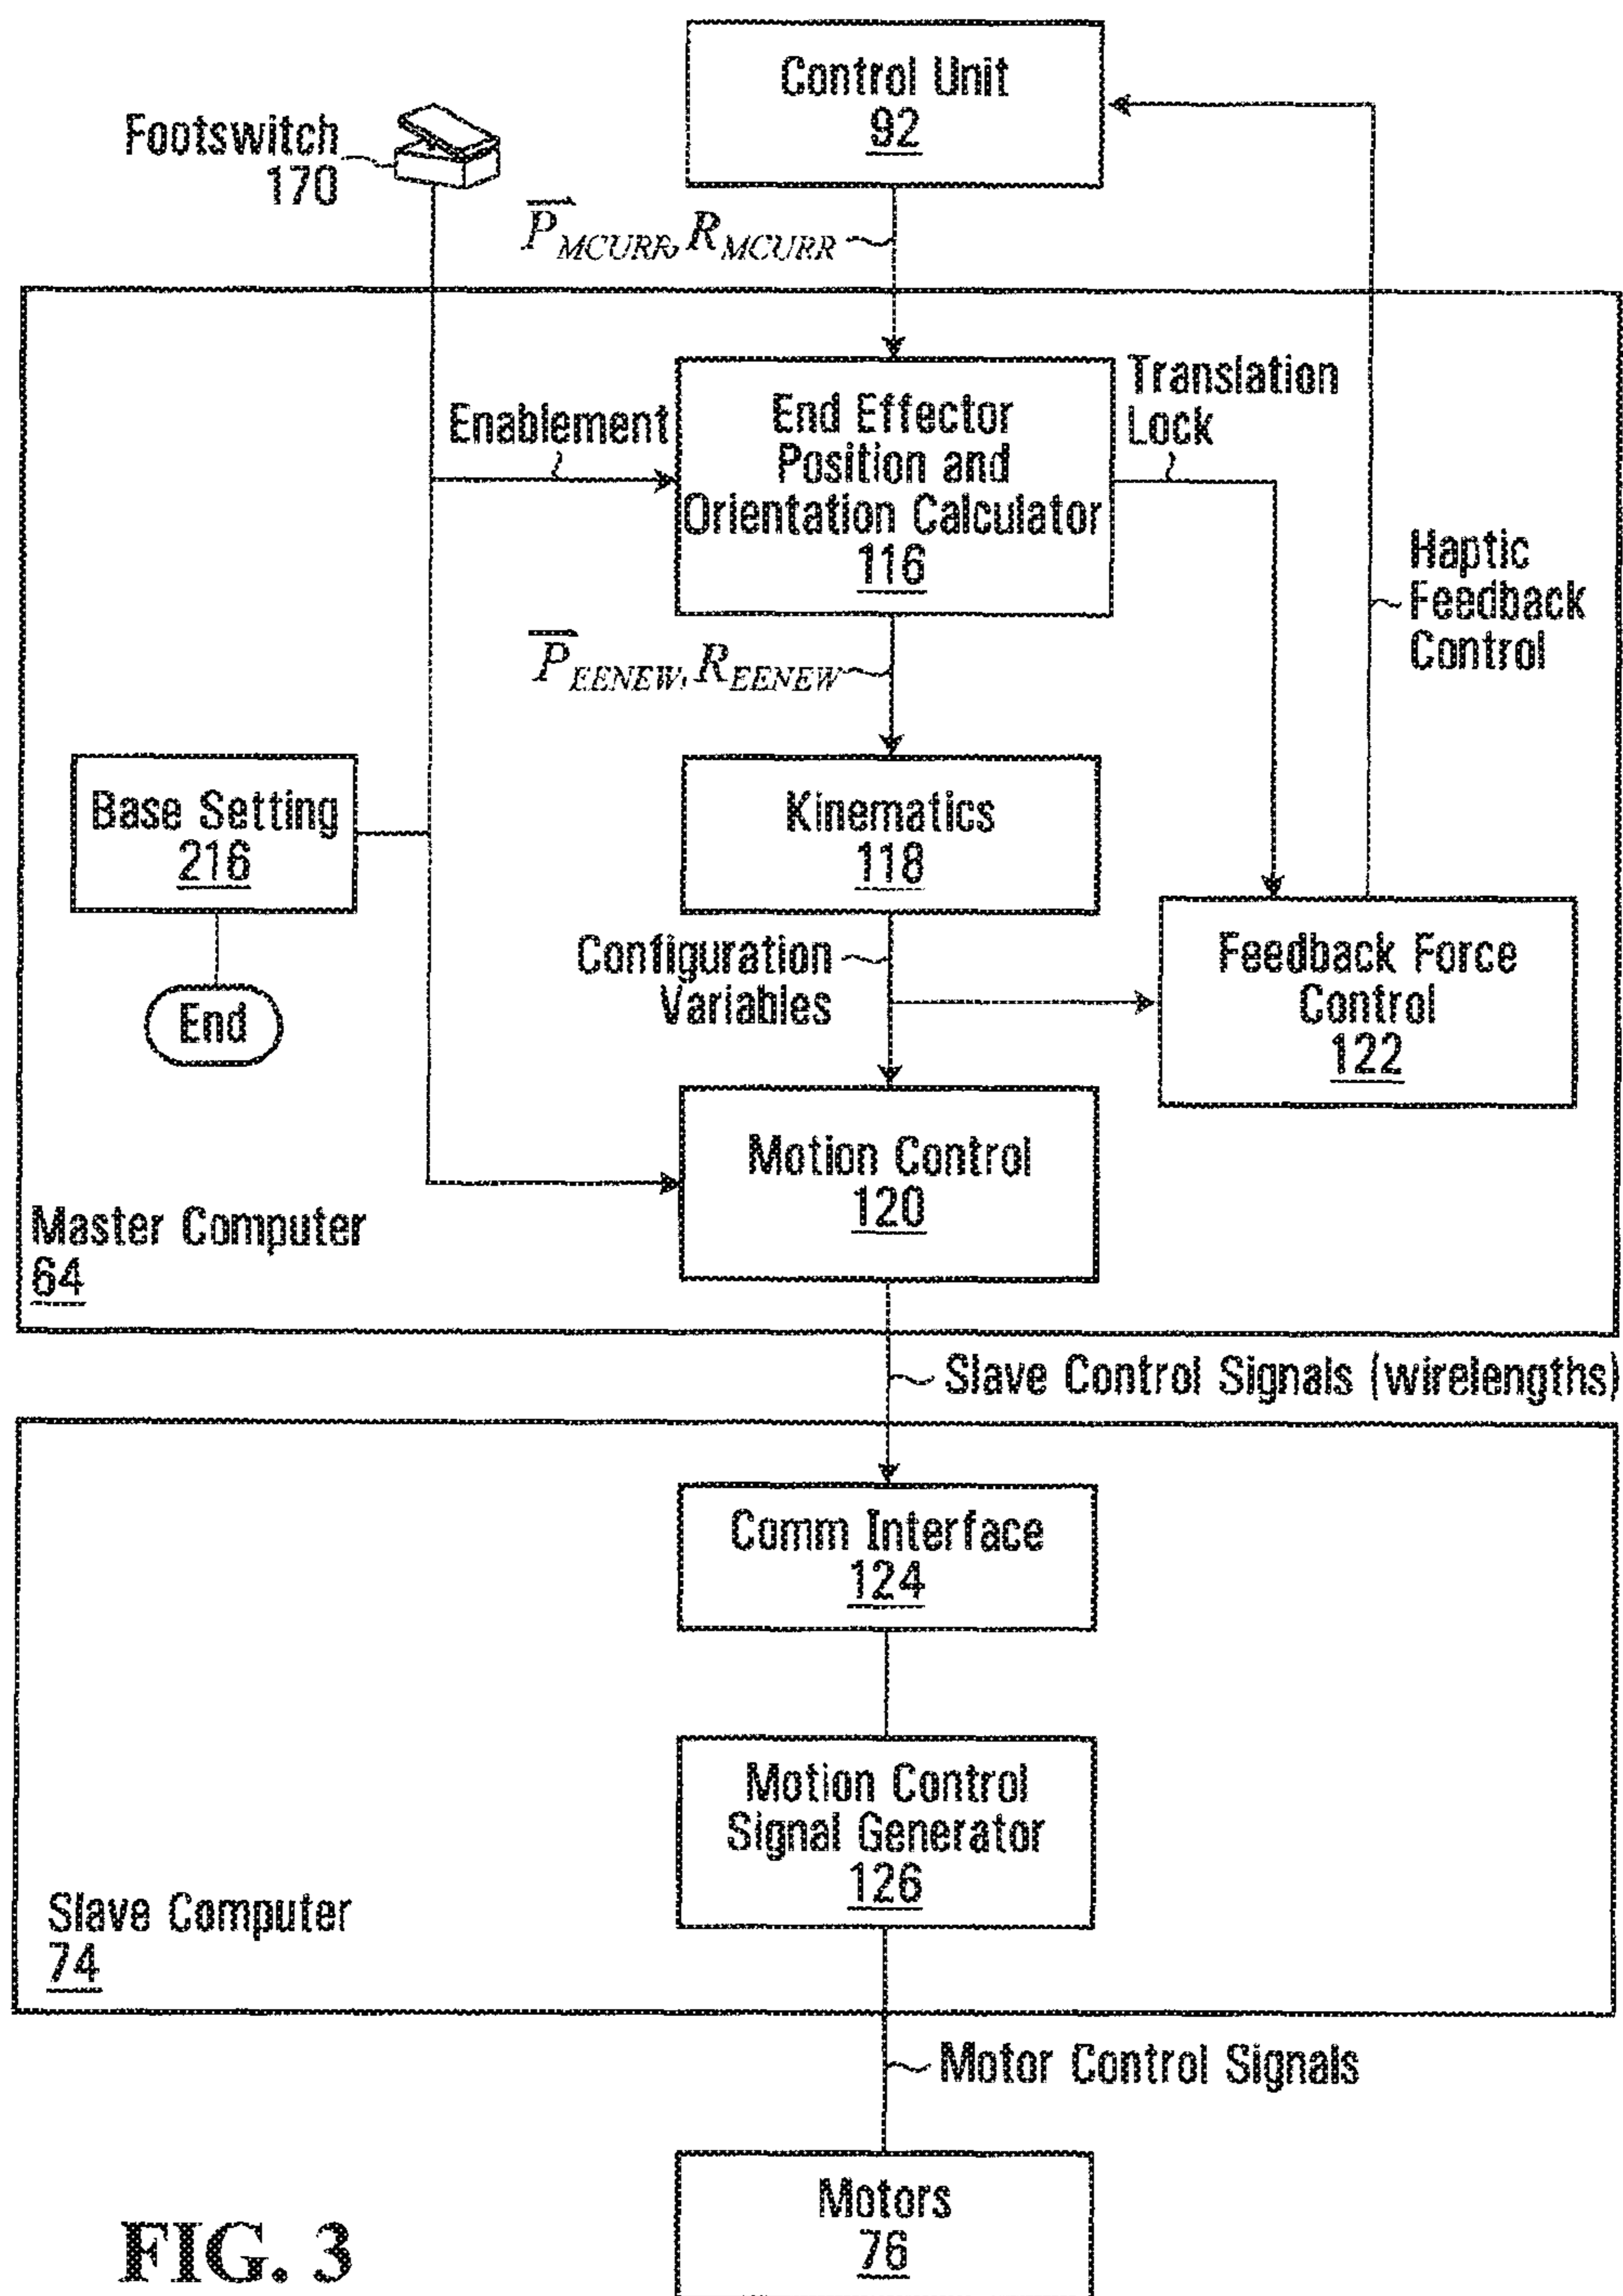 Control Unit
92
Footswitch
170
P⃗MCURR, RMCURR
Enablement
End Effector
Position and
Orientation Calculator
116
Translation
Lock
Haptic
Feedback
Control
P⃗EENEW, REENEW
Base Setting
216
End
Kinematics
118
Configuration
Variables
Feedback Force
Control
122
Motion Control
120
Master Computer
64
Slave Control Signals (wirelengths)
Comm Interface
124
Motion Control
Signal Generator
126
Slave Computer
74
Motor Control Signals
Motors
76
FIG. 3